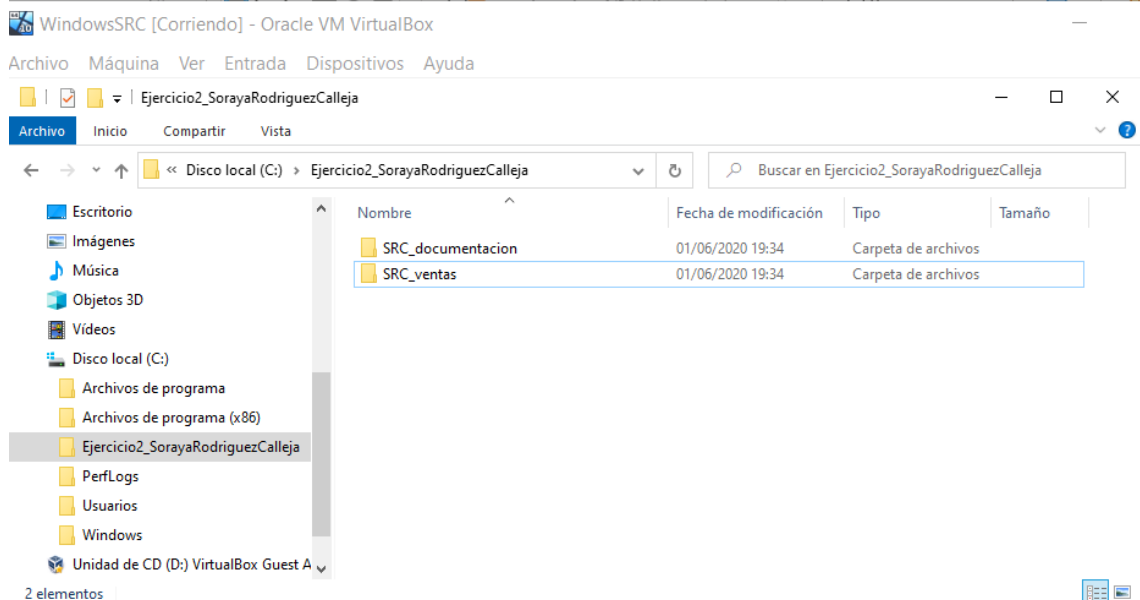 WindowsSRC [Corriendo] - Oracle VM VirtualBox
Archivo Máquina Ver Entrada Dispositivos Ayuda
Ejercicio2_SorayaRodriguezCalleja
Archivo Inicio Compartir Vista
« Disco local (C:) › Ejercicio2_SorayaRodriguezCalleja Buscar en Ejercicio2_SorayaRodriguezCalleja
Escritorio
Imágenes
Música
Objetos 3D
Vídeos
Disco local (C:)
Archivos de programa
Archivos de programa (x86)
Ejercicio2_SorayaRodriguezCalleja
PerfLogs
Usuarios
Windows
Unidad de CD (D:) VirtualBox Guest A
Nombre Fecha de modificación Tipo Tamaño
SRC_documentacion 01/06/2020 19:34 Carpeta de archivos
SRC_ventas 01/06/2020 19:34 Carpeta de archivos
2 elementos